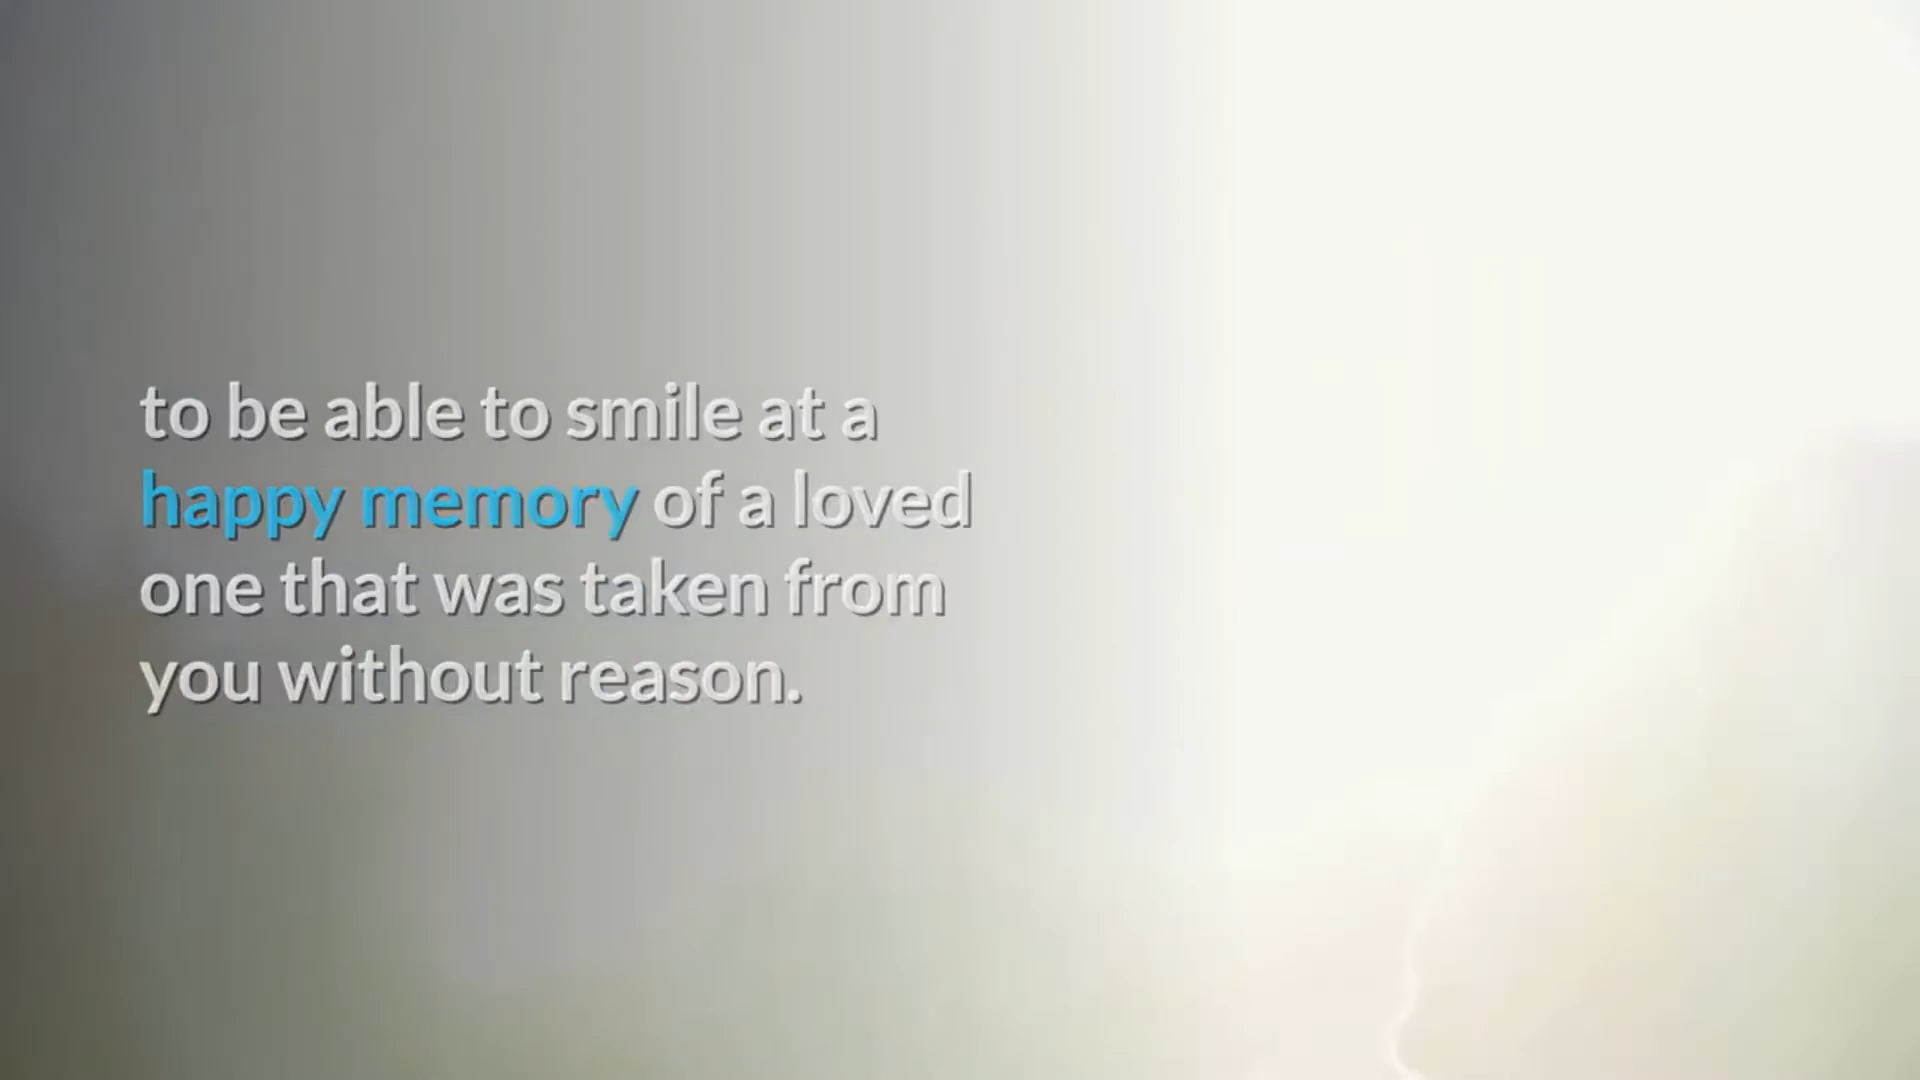 to be able to smile at a
happy memory of a loved
one that was taken from
you without reason.